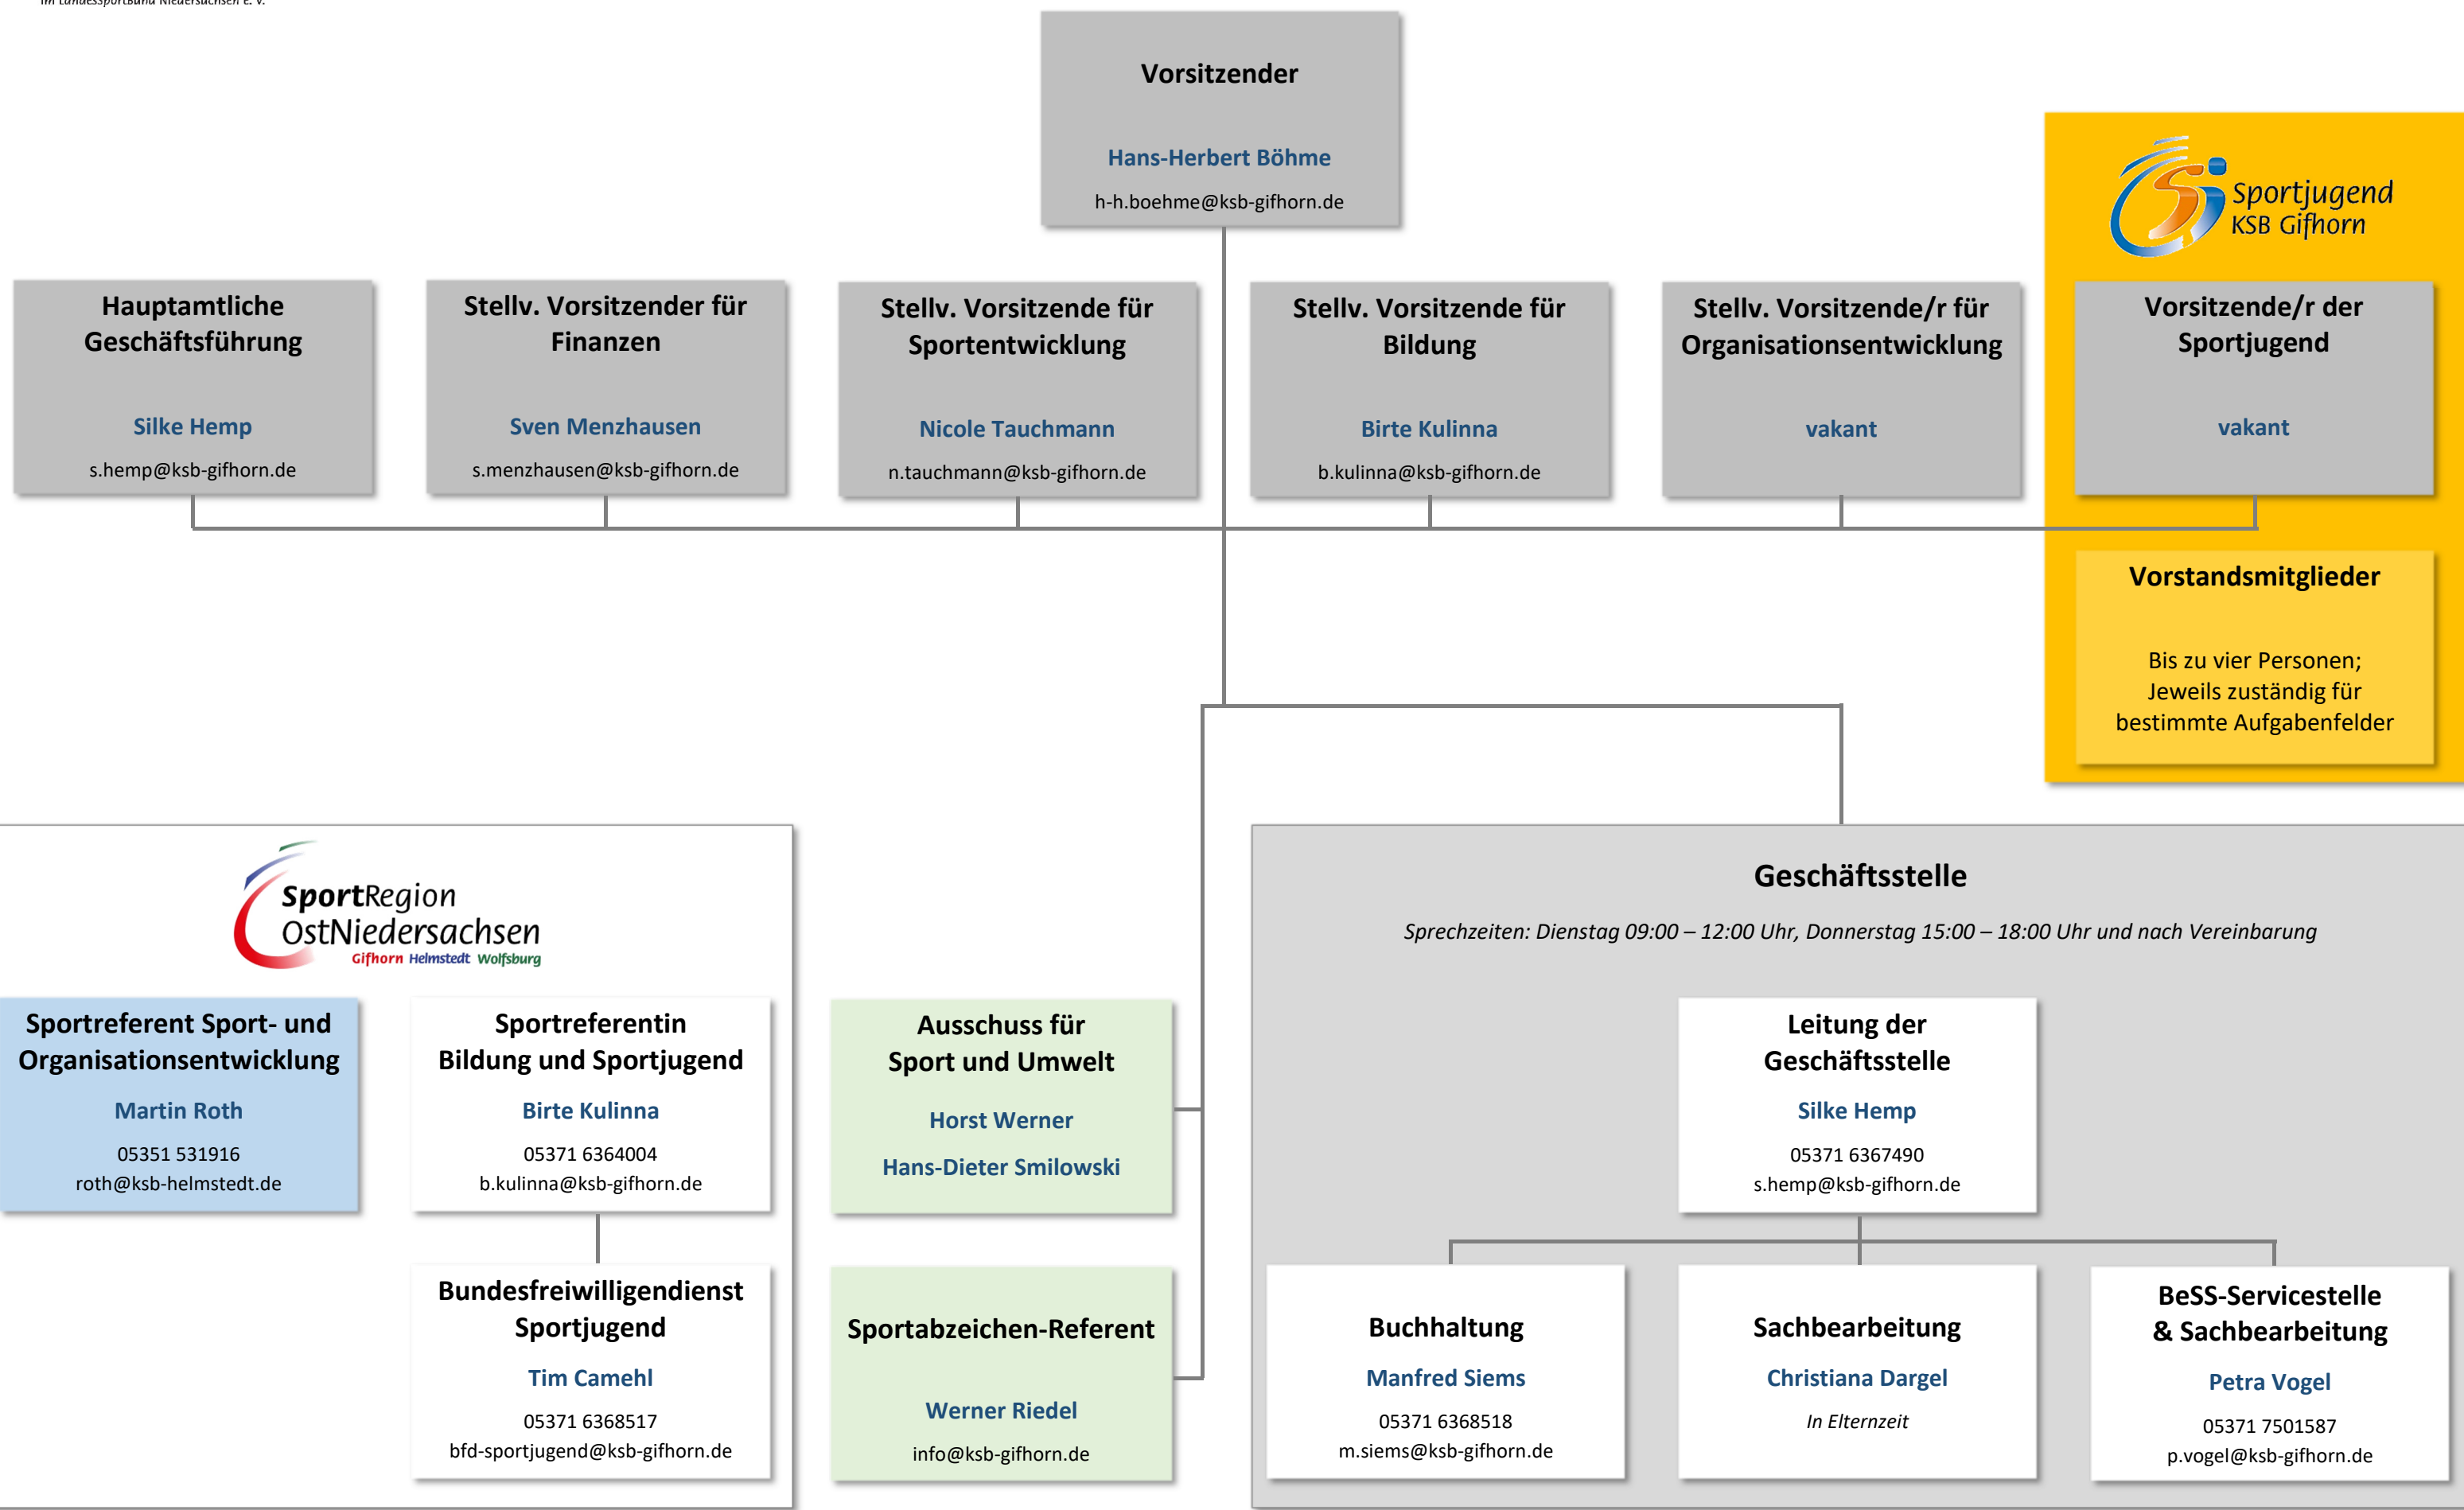 im Landessportbund Niedersachsen e. V.
Vorsitzender
Hans-Herbert Böhme
h-h.boehme@ksb-gifhorn.de
Sportjugend
KSB Gifhorn
Hauptamtliche
Geschäftsführung
Silke Hemp
s.hemp@ksb-gifhorn.de
Stellv. Vorsitzender für
Finanzen
Sven Menzhausen
s.menzhausen@ksb-gifhorn.de
Stellv. Vorsitzende für
Sportentwicklung
Nicole Tauchmann
n.tauchmann@ksb-gifhorn.de
Stellv. Vorsitzende für
Bildung
Birte Kulinna
b.kulinna@ksb-gifhorn.de
Stellv. Vorsitzende/r für
Organisationsentwicklung
vakant
Vorsitzende/r der
Sportjugend
vakant
Vorstandsmitglieder
Bis zu vier Personen;
Jeweils zuständig für
bestimmte Aufgabenfelder
SportRegion
OstNiedersachsen
Gifhorn Helmstedt Wolfsburg
Sportreferent Sport- und
Organisationsentwicklung
Martin Roth
05351 531916
roth@ksb-helmstedt.de
Sportreferentin
Bildung und Sportjugend
Birte Kulinna
05371 6364004
b.kulinna@ksb-gifhorn.de
Bundesfreiwilligendienst
Sportjugend
Tim Camehl
05371 6368517
bfd-sportjugend@ksb-gifhorn.de
Ausschuss für
Sport und Umwelt
Horst Werner
Hans-Dieter Smilowski
Sportabzeichen-Referent
Werner Riedel
info@ksb-gifhorn.de
Geschäftsstelle
Sprechzeiten: Dienstag 09:00 – 12:00 Uhr, Donnerstag 15:00 – 18:00 Uhr und nach Vereinbarung
Leitung der
Geschäftsstelle
Silke Hemp
05371 6367490
s.hemp@ksb-gifhorn.de
Buchhaltung
Manfred Siems
05371 6368518
m.siems@ksb-gifhorn.de
Sachbearbeitung
Christiana Dargel
In Elternzeit
BeSS-Servicestelle
& Sachbearbeitung
Petra Vogel
05371 7501587
p.vogel@ksb-gifhorn.de